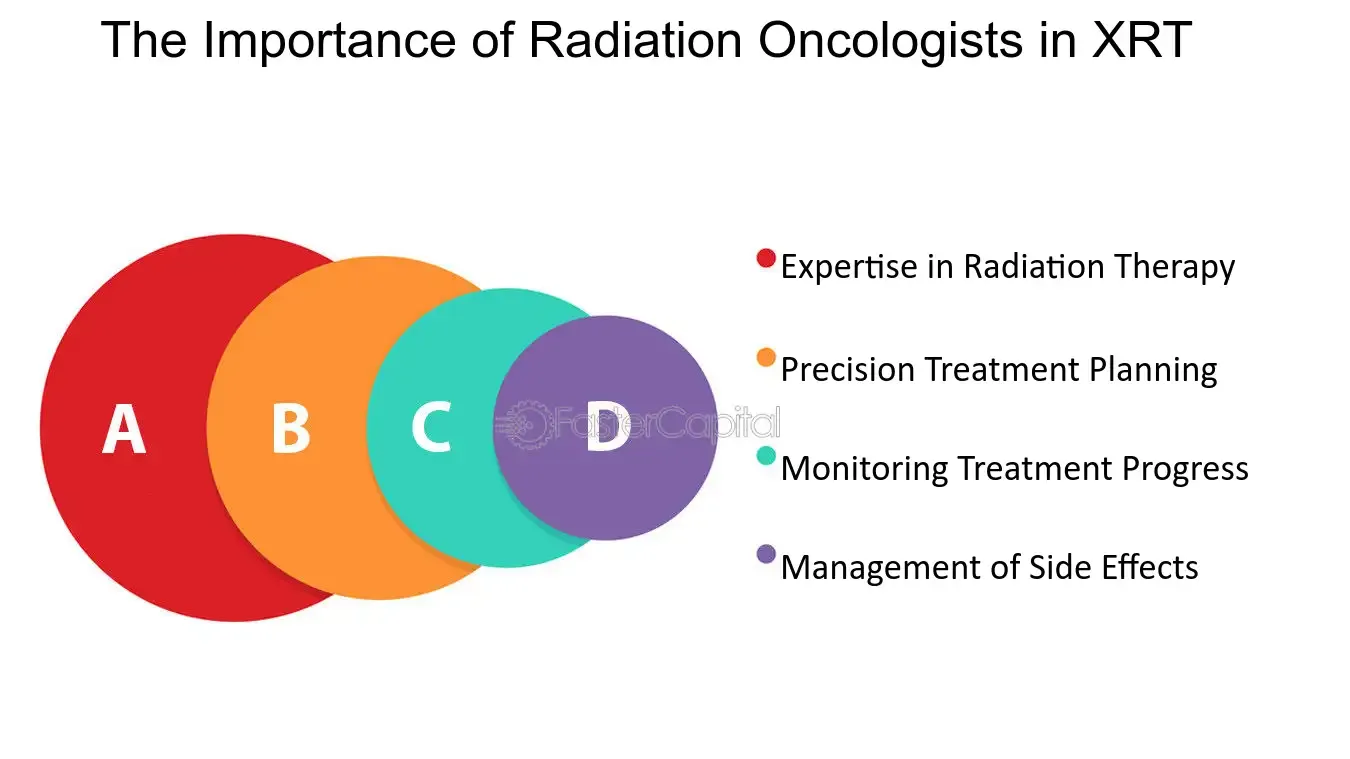 The Importance of Radiation Oncologists in XRT
A
B
C
D
FasterCapital
Expertise in Radiation Therapy
Precision Treatment Planning
Monitoring Treatment Progress
Management of Side Effects